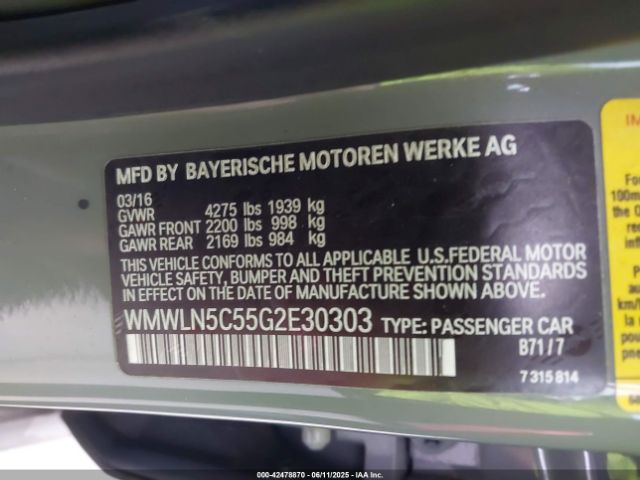 MFD BY BAYERISCHE MOTOREN WERKE AG
03/16
GVWR 4275 lbs 1939 kg
GAWR FRONT 2200 lbs 998 kg
GAWR REAR 2169 lbs 984 kg
THIS VEHICLE CONFORMS TO ALL APPLICABLE U.S.FEDERAL MOTOR
VEHICLE SAFETY, BUMPER AND THEFT PREVENTION STANDARDS
IN EFFECT ON THE DATE OF MANUFACTURE SHOWN ABOVE.
WMWLN5C55G2E30303 TYPE: PASSENGER CAR
B71/7
7315814
000-42478870 - 06/11/2025 - IAA Inc.